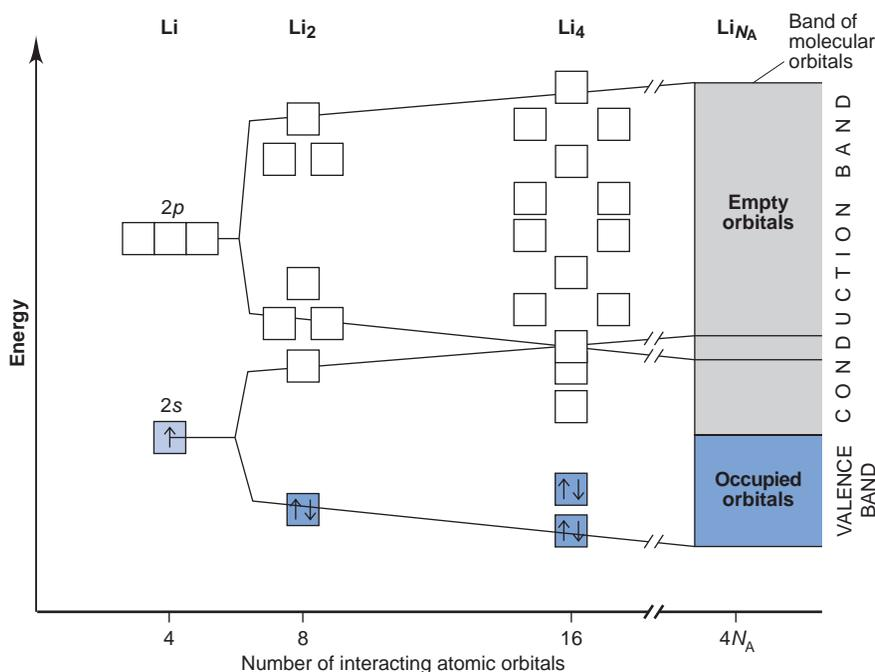 Li
Li2
Li4
LiNA
Band of
molecular
orbitals
2p
Empty
orbitals
CONDUCTION BAND
Energy
2s
Occupied
orbitals
VALENCE
BAND
4
8
16
4NA
Number of interacting atomic orbitals